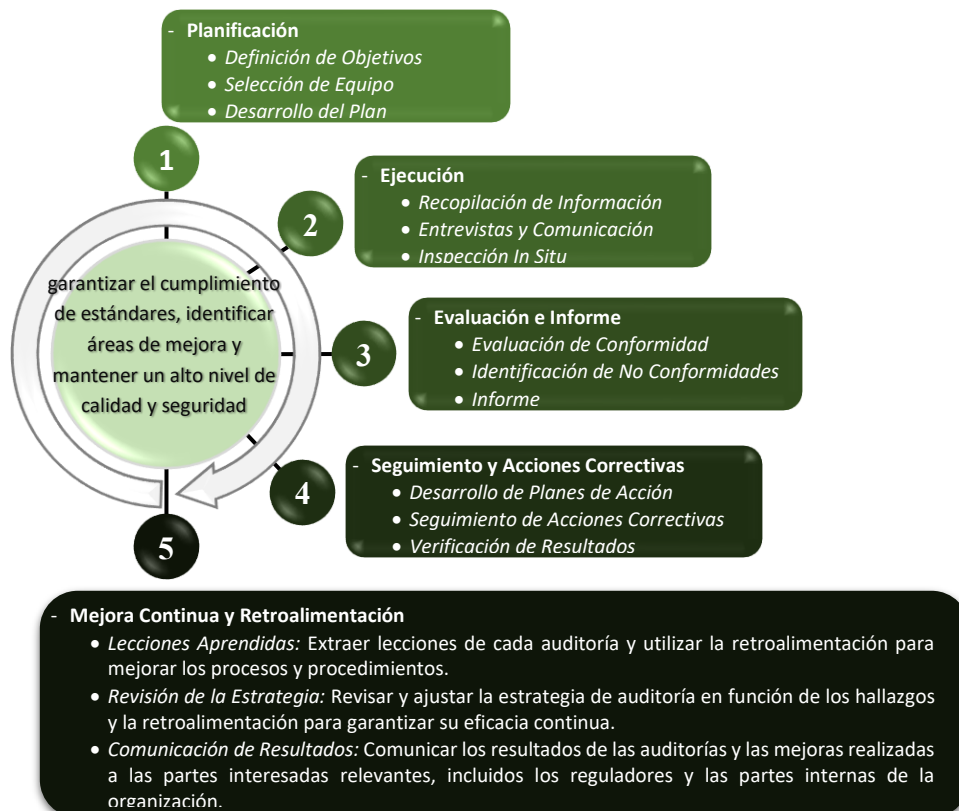 - Planificación
• Definición de Objetivos
• Selección de Equipo
• Desarrollo del Plan
1
- Ejecución
• Recopilación de Información
• Entrevistas y Comunicación
• Inspección In Situ
2
garantizar el cumplimiento
de estándares, identificar
áreas de mejora y
mantener un alto nivel de
calidad y seguridad
- Evaluación e Informe
• Evaluación de Conformidad
• Identificación de No Conformidades
• Informe
3
- Seguimiento y Acciones Correctivas
• Desarrollo de Planes de Acción
• Seguimiento de Acciones Correctivas
• Verificación de Resultados
4
5
- Mejora Continua y Retroalimentación
• Lecciones Aprendidas: Extraer lecciones de cada auditoría y utilizar la retroalimentación para
mejorar los procesos y procedimientos.
• Revisión de la Estrategia: Revisar y ajustar la estrategia de auditoría en función de los hallazgos
y la retroalimentación para garantizar su eficacia continua.
• Comunicación de Resultados: Comunicar los resultados de las auditorías y las mejoras realizadas
a las partes interesadas relevantes, incluidos los reguladores y las partes internas de la
organización.